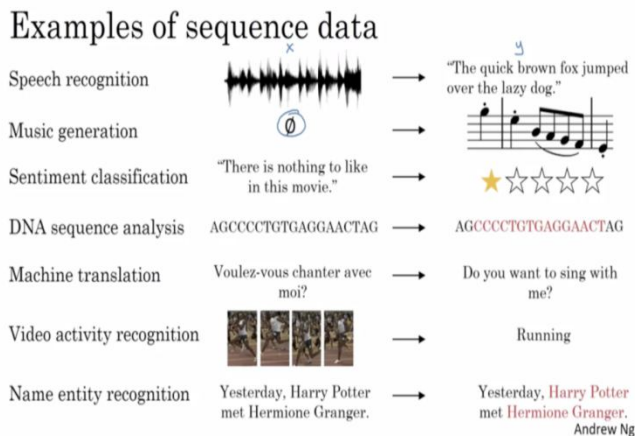 Examples of sequence data
x
y
Speech recognition
"The quick brown fox jumped
over the lazy dog."
Music generation
∅
Sentiment classification
"There is nothing to like
in this movie."
DNA sequence analysis
AGCCCCTGTGAGGAACTAG
AGCCCCTGTGAGGAACTAG
Machine translation
Voulez-vous chanter avec
moi?
Do you want to sing with
me?
Video activity recognition
Running
Name entity recognition
Yesterday, Harry Potter
met Hermione Granger.
Yesterday, Harry Potter
met Hermione Granger.
Andrew Ng